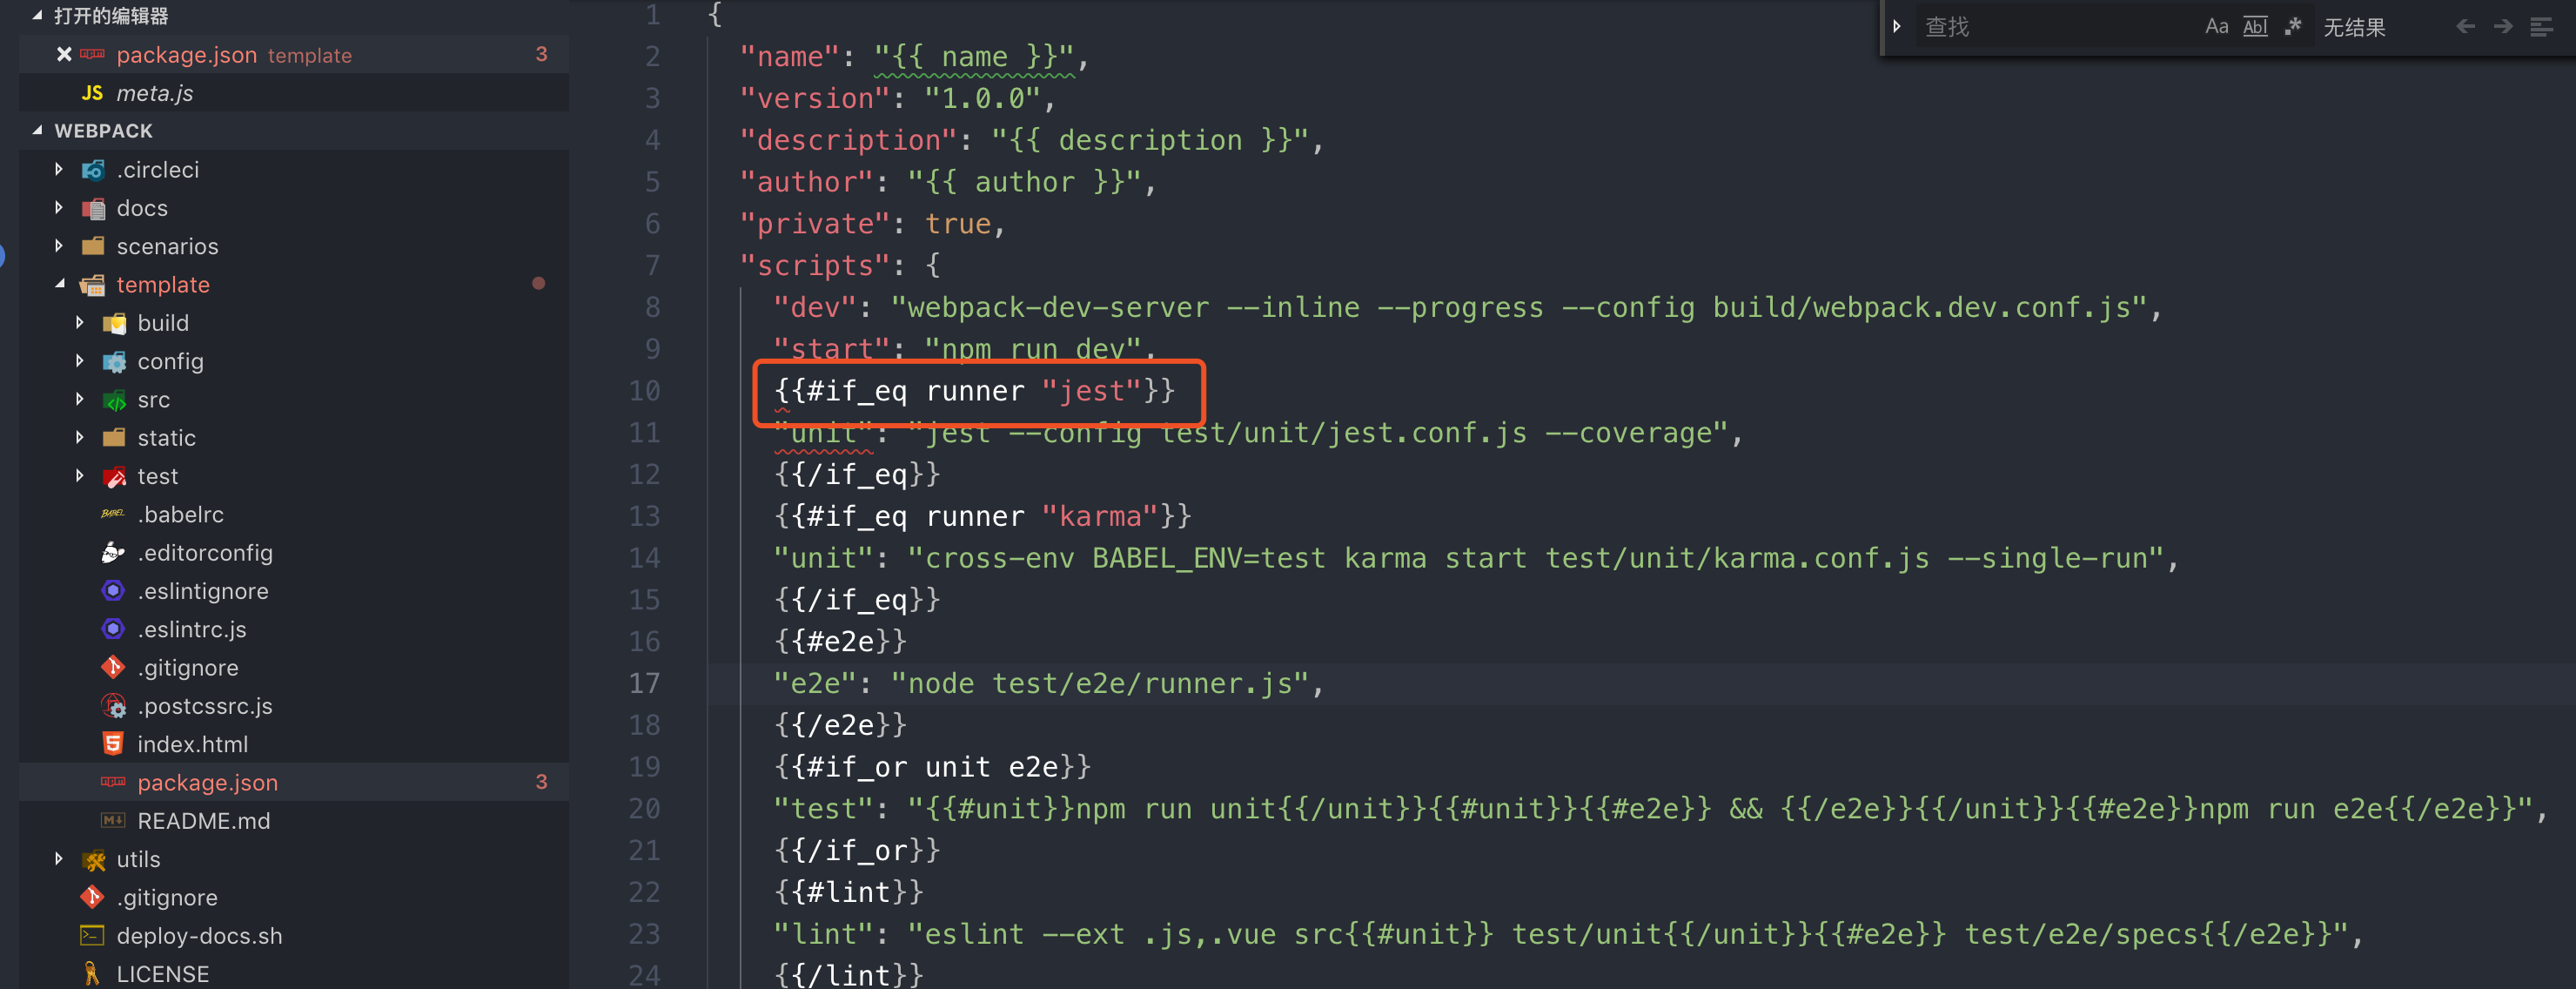 打开的编辑器
package.json template 3
JS meta.js
WEBPACK
.circleci
docs
scenarios
template
build
config
src
static
test
BABEL .babelrc
.editorconfig
.eslintignore
.eslintrc.js
.gitignore
.postcssrc.js
index.html
package.json 3
README.md
utils
.gitignore
deploy-docs.sh
LICENSE
查找 Aa Abl .* 无结果
1 {
2 "name": "{{ name }}",
3 "version": "1.0.0",
4 "description": "{{ description }}",
5 "author": "{{ author }}",
6 "private": true,
7 "scripts": {
8 "dev": "webpack-dev-server --inline --progress --config build/webpack.dev.conf.js",
9 "start": "npm run dev",
10 {{#if_eq runner "jest"}}
11 "unit": "jest --config test/unit/jest.conf.js --coverage",
12 {{/if_eq}}
13 {{#if_eq runner "karma"}}
14 "unit": "cross-env BABEL_ENV=test karma start test/unit/karma.conf.js --single-run",
15 {{/if_eq}}
16 {{#e2e}}
17 "e2e": "node test/e2e/runner.js",
18 {{/e2e}}
19 {{#if_or unit e2e}}
20 "test": "{{#unit}}npm run unit{{/unit}}{{#unit}}{{#e2e}} && {{/e2e}}{{/unit}}{{#e2e}}npm run e2e{{/e2e}}",
21 {{/if_or}}
22 {{#lint}}
23 "lint": "eslint --ext .js,.vue src{{#unit}} test/unit{{/unit}}{{#e2e}} test/e2e/specs{{/e2e}}",
24 {{/lint}}